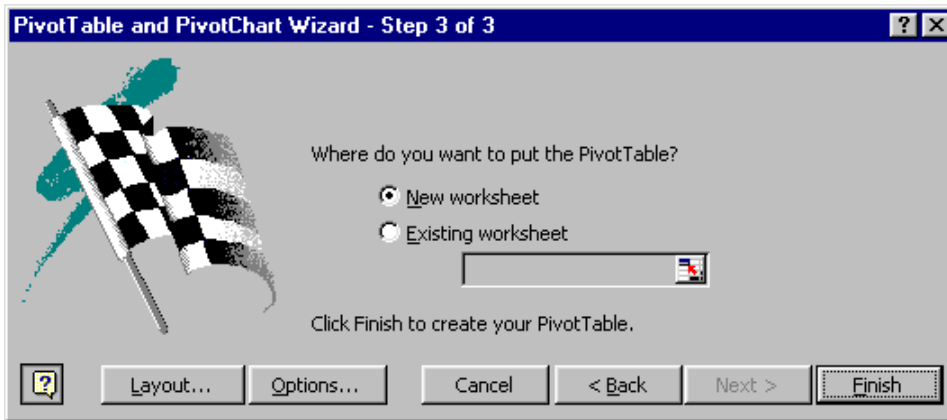 PivotTable and PivotChart Wizard - Step 3 of 3
Where do you want to put the PivotTable?
New worksheet
Existing worksheet
Click Finish to create your PivotTable.
Layout... Options... Cancel < Back Next > Finish